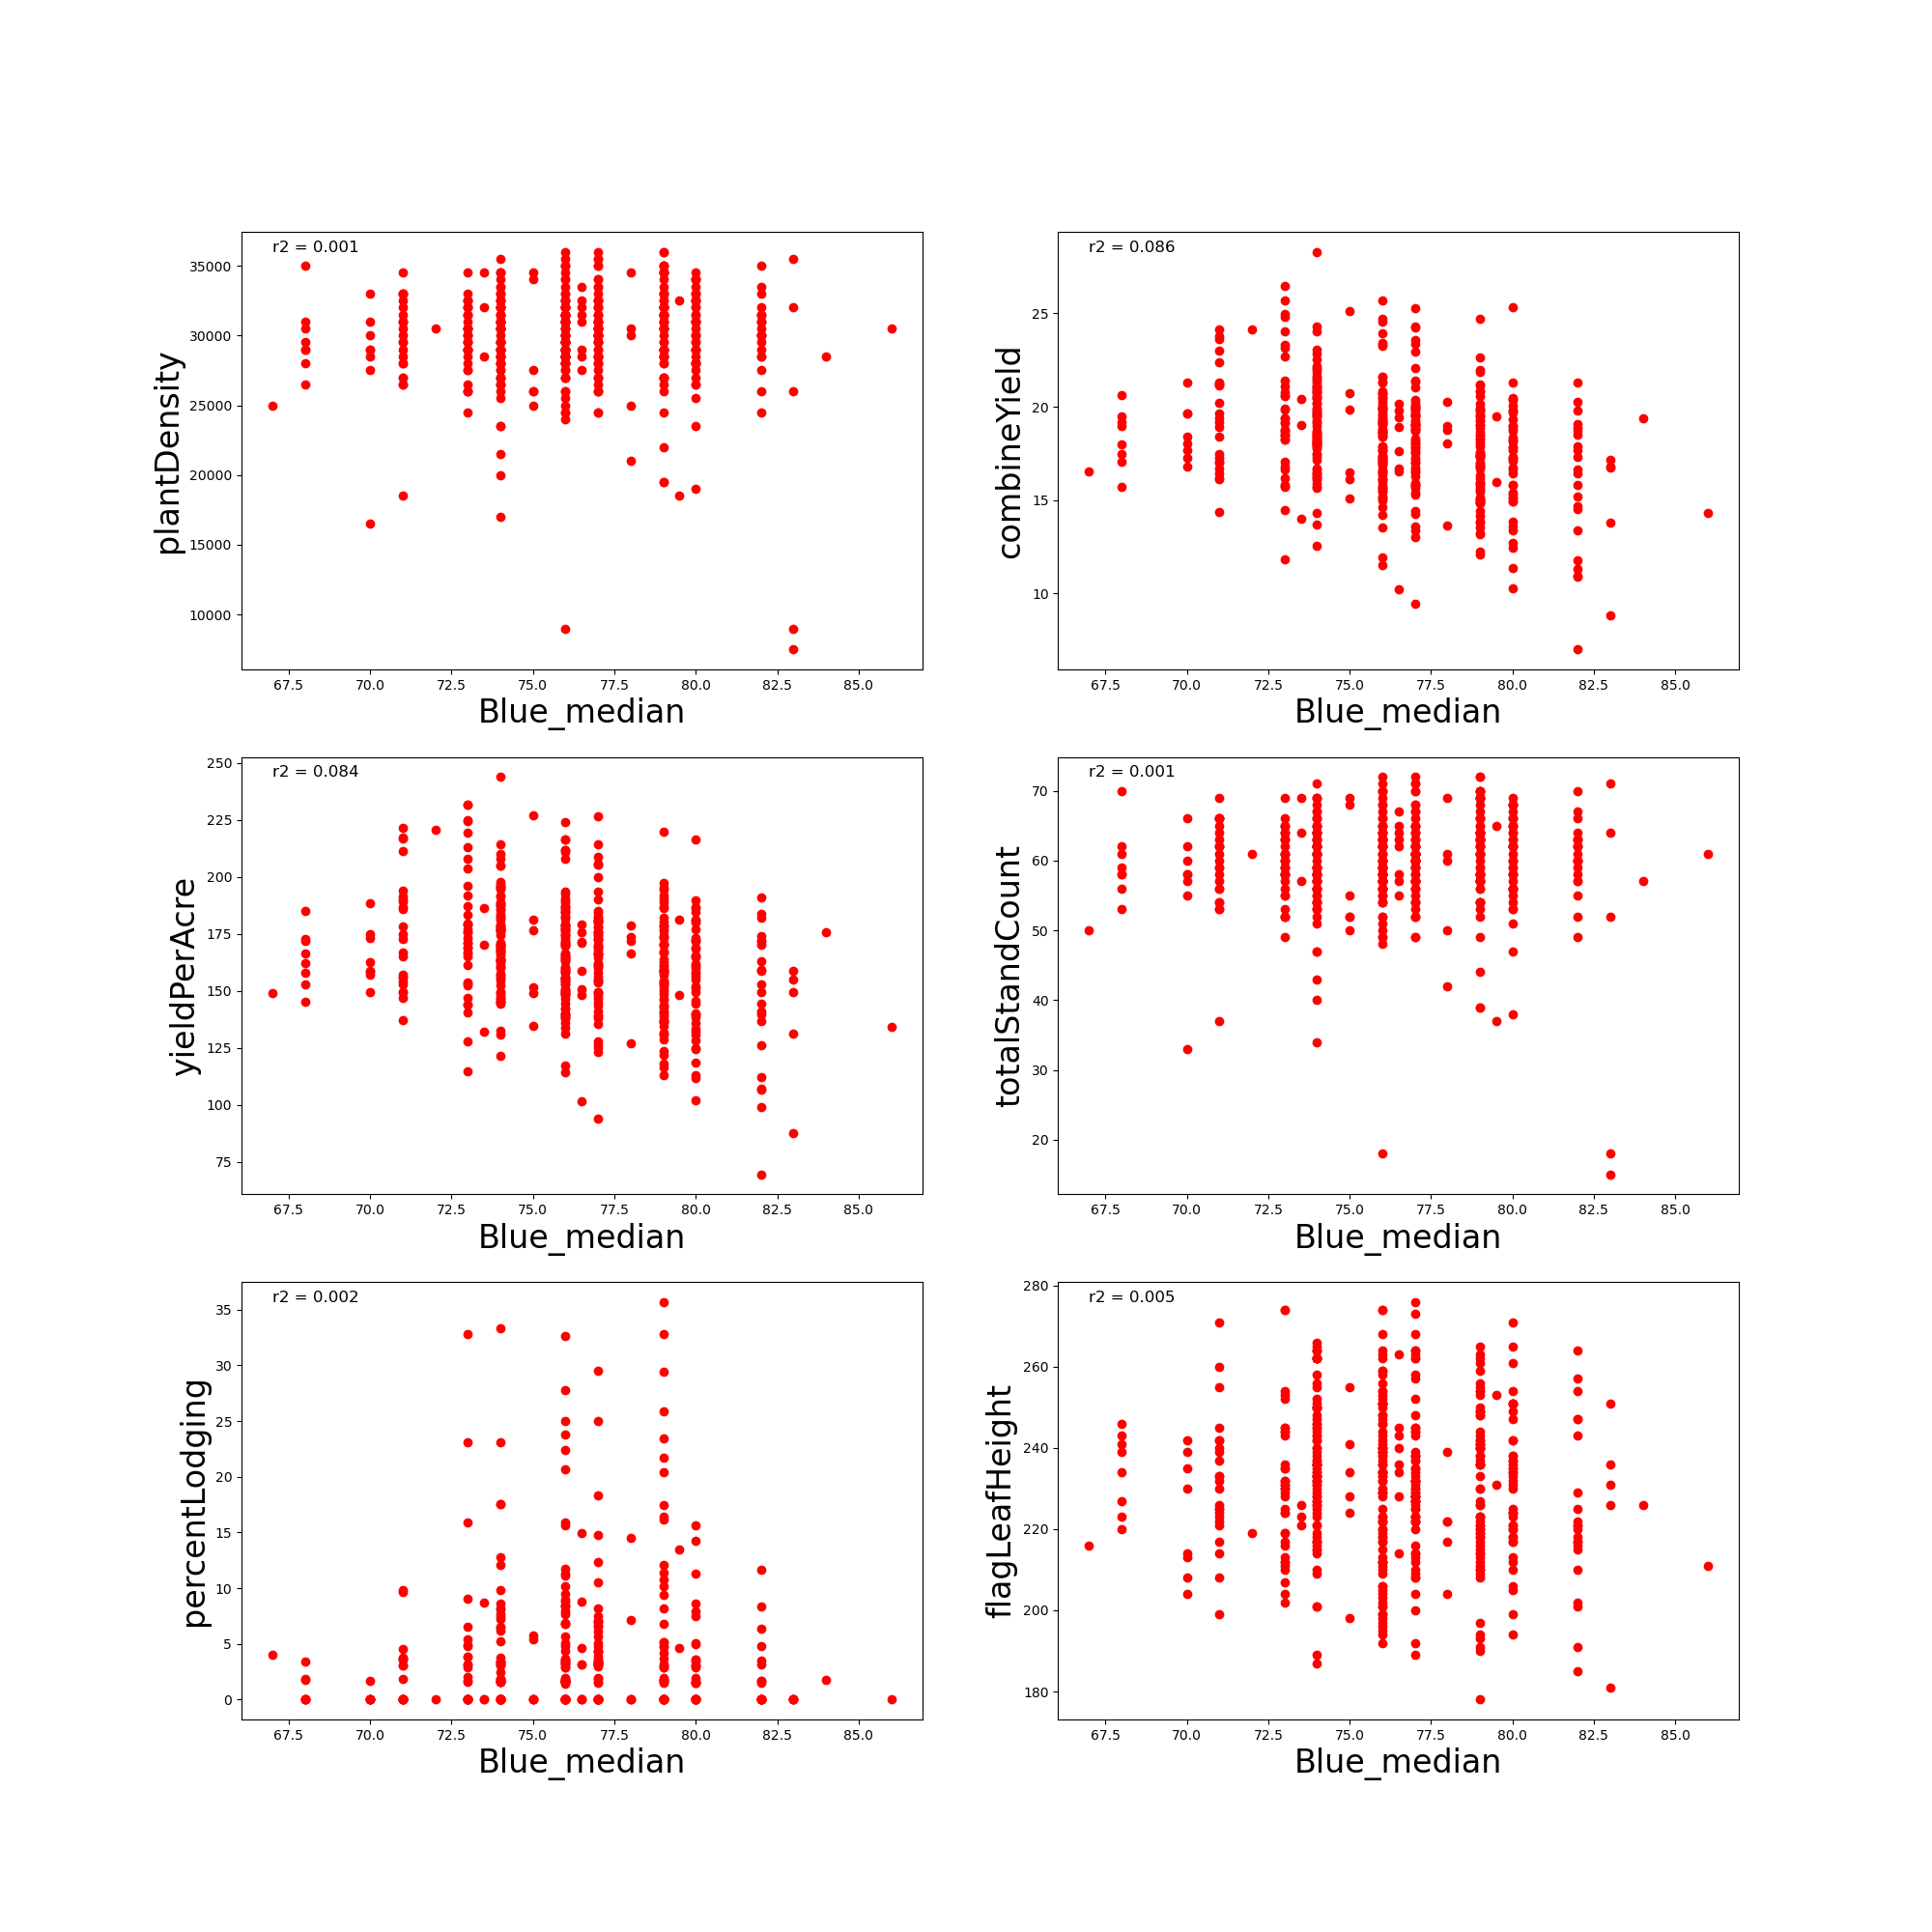 r2 = 0.001
35000
30000
25000
20000
15000
10000
plantDensity
67.5 70.0 72.5 75.0 77.5 80.0 82.5 85.0
Blue_median
r2 = 0.086
25
20
15
10
combineYield
67.5 70.0 72.5 75.0 77.5 80.0 82.5 85.0
Blue_median
r2 = 0.084
250
225
200
175
150
125
100
75
yieldPerAcre
67.5 70.0 72.5 75.0 77.5 80.0 82.5 85.0
Blue_median
r2 = 0.001
70
60
50
40
30
20
totalStandCount
67.5 70.0 72.5 75.0 77.5 80.0 82.5 85.0
Blue_median
r2 = 0.002
35
30
25
20
15
10
5
0
percentLodging
67.5 70.0 72.5 75.0 77.5 80.0 82.5 85.0
Blue_median
r2 = 0.005
280
260
240
220
200
180
flagLeafHeight
67.5 70.0 72.5 75.0 77.5 80.0 82.5 85.0
Blue_median